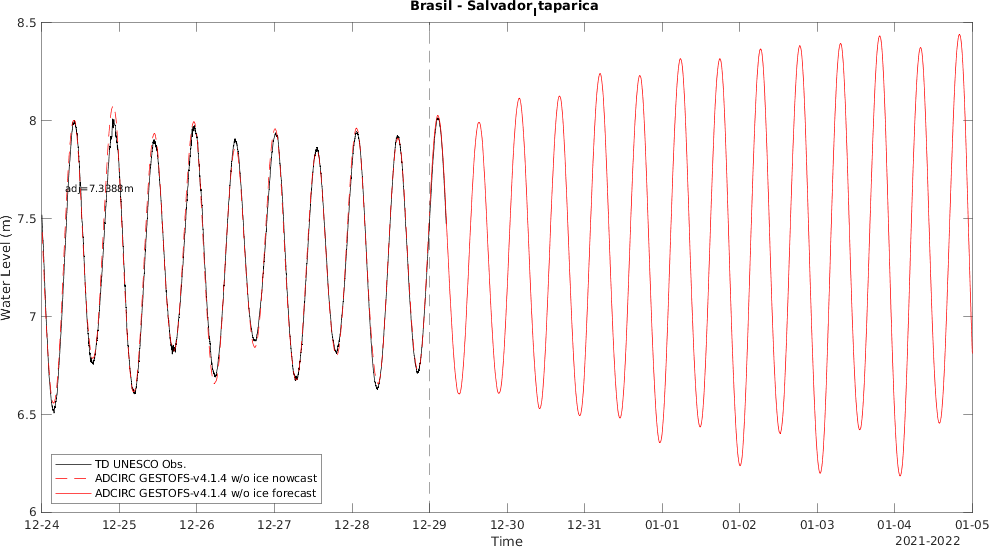 Brasil - Salvador_Itaparica
8.5
8
7.5
7
6.5
6
Water Level (m)
adj=7.3388m
TD UNESCO Obs.
ADCIRC GESTOFS-v4.1.4 w/o ice nowcast
ADCIRC GESTOFS-v4.1.4 w/o ice forecast
12-24 12-25 12-26 12-27 12-28 12-29 12-30 12-31 01-01 01-02 01-03 01-04 01-05
Time
2021-2022